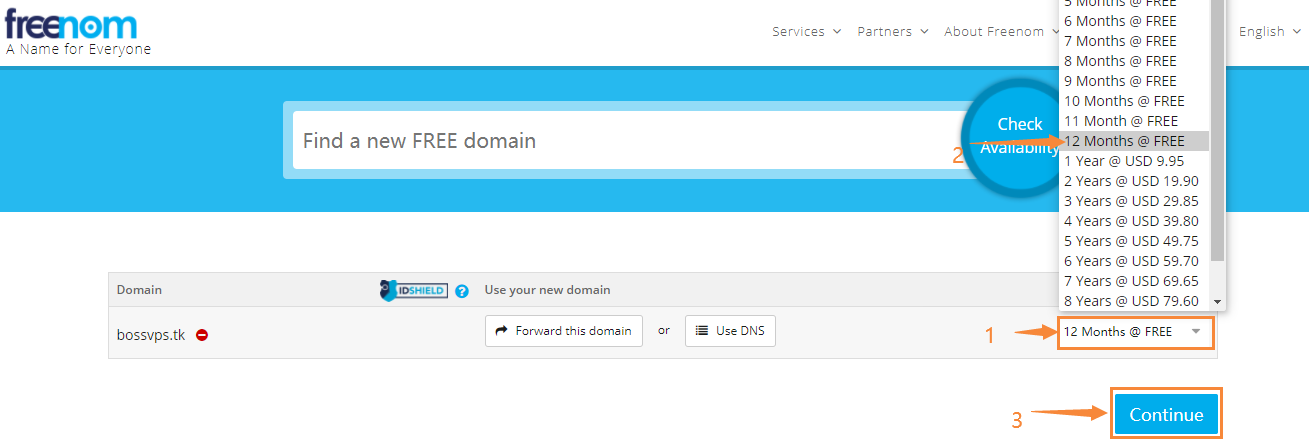 freenom
A Name for Everyone
Services
Partners
About Freenom
English
5 Months @ FREE
6 Months @ FREE
7 Months @ FREE
8 Months @ FREE
9 Months @ FREE
10 Months @ FREE
11 Month @ FREE
12 Months @ FREE
1 Year @ USD 9.95
2 Years @ USD 19.90
3 Years @ USD 29.85
4 Years @ USD 39.80
5 Years @ USD 49.75
6 Years @ USD 59.70
7 Years @ USD 69.65
8 Years @ USD 79.60
Find a new FREE domain
Check
Availability
2
Domain
IDSHIELD
?
Use your new domain
bossvps.tk
Forward this domain
or
Use DNS
1
12 Months @ FREE
3
Continue